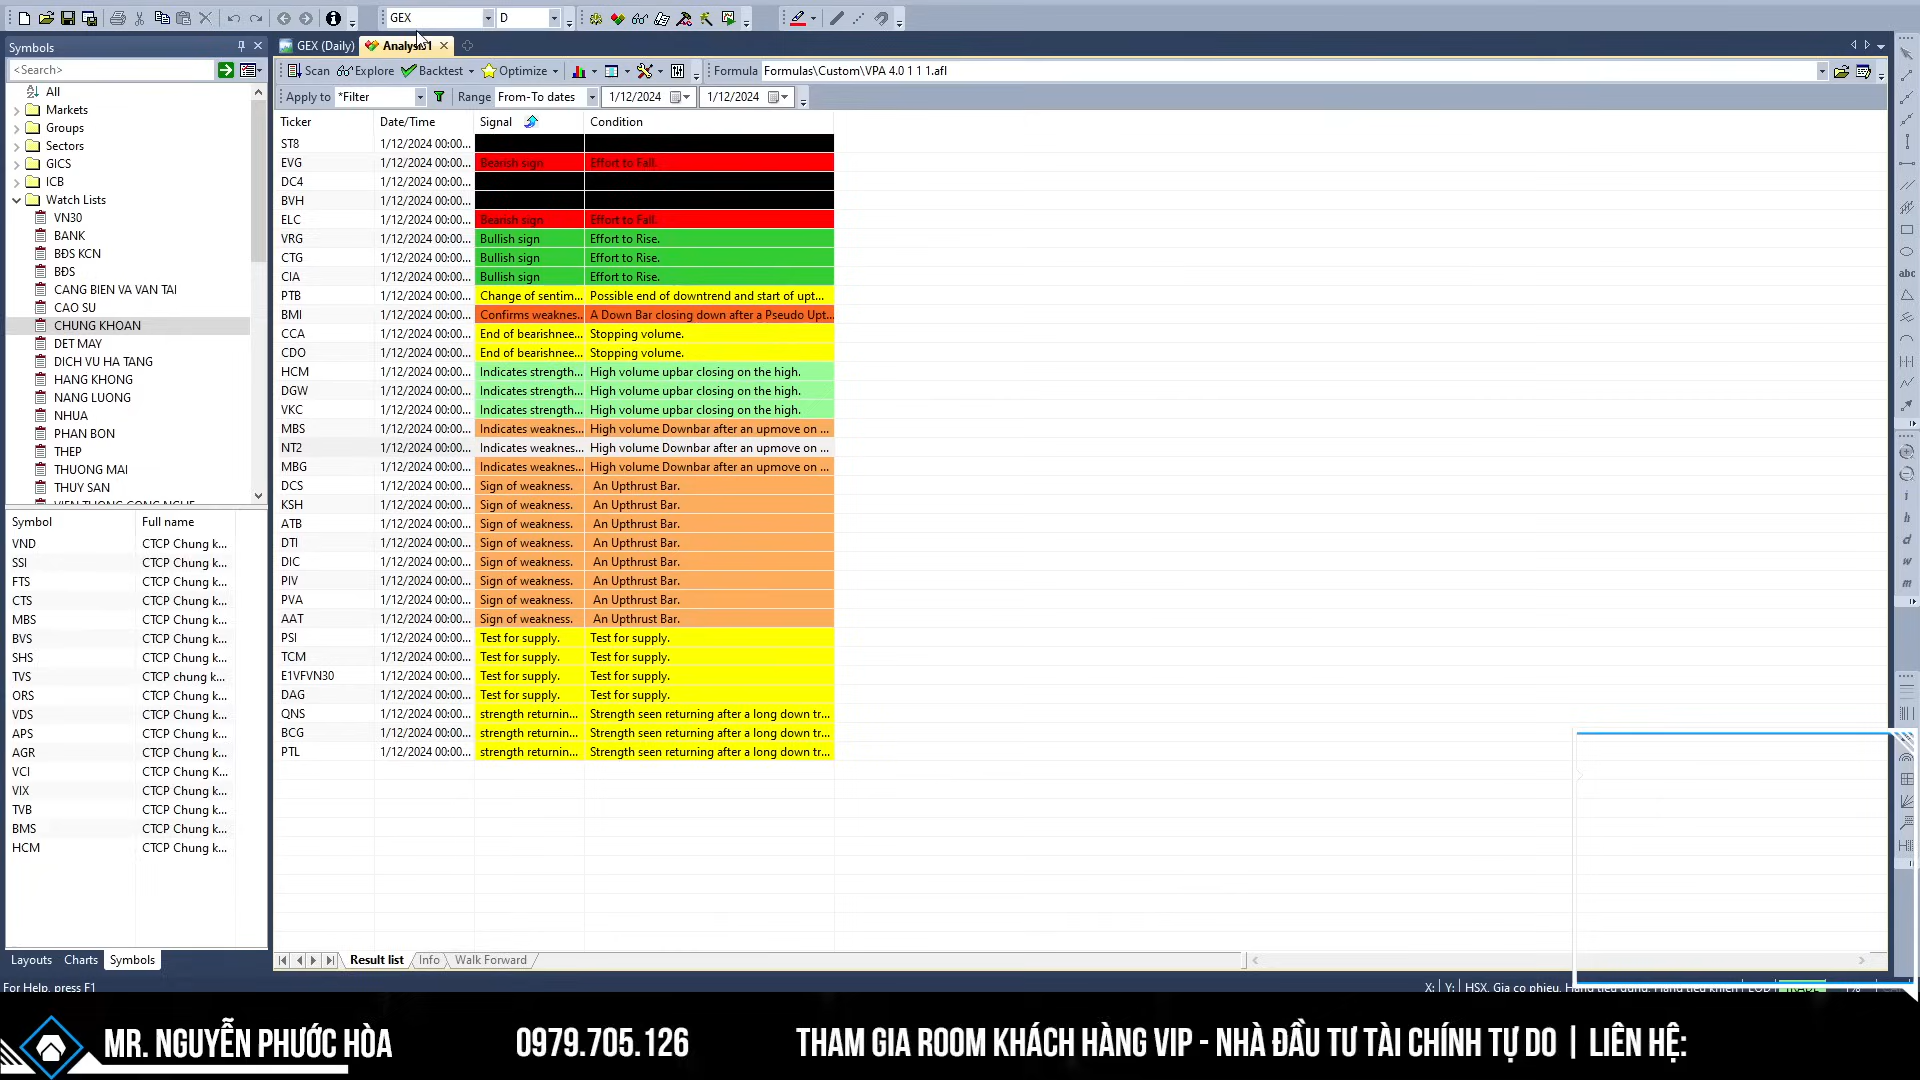 GEX
D
Symbols
GEX (Daily)
Analysis1
<Search>
Scan
Explore
Backtest
Optimize
Formula
Formulas\Custom\VPA 4.0 1 1 1.afl
Apply to
*Filter
Range
From-To dates
1/12/2024
1/12/2024
All
Markets
Groups
Sectors
GICS
ICB
Watch Lists
VN30
BANK
BĐS KCN
BĐS
CANG BIEN VA VAN TAI
CAO SU
CHUNG KHOAN
DET MAY
DICH VU HA TANG
HANG KHONG
NANG LUONG
NHUA
PHAN BON
THEP
THUONG MAI
THUY SAN
Symbol Full name
VND CTCP Chung k...
SSI CTCP Chung k...
FTS CTCP Chung k...
CTS CTCP Chung k...
MBS CTCP Chung k...
BVS CTCP Chung k...
SHS CTCP Chung k...
TVS CTCP chung k...
ORS CTCP Chung k...
VDS CTCP Chung k...
APS CTCP Chung k...
AGR CTCP Chung k...
VCI CTCP Chung K...
VIX CTCP Chung k...
TVB CTCP Chung k...
BMS CTCP Chung k...
HCM CTCP Chung k...
Layouts Charts Symbols
Ticker Date/Time Signal Condition
ST8 1/12/2024 00:00...
EVG 1/12/2024 00:00... Bearish sign Effort to Fall.
DC4 1/12/2024 00:00...
BVH 1/12/2024 00:00...
ELC 1/12/2024 00:00... Bearish sign Effort to Fall.
VRG 1/12/2024 00:00... Bullish sign Effort to Rise.
CTG 1/12/2024 00:00... Bullish sign Effort to Rise.
CIA 1/12/2024 00:00... Bullish sign Effort to Rise.
PTB 1/12/2024 00:00... Change of sentim... Possible end of downtrend and start of upt...
BMI 1/12/2024 00:00... Confirms weaknes... A Down Bar closing down after a Pseudo Upt...
CCA 1/12/2024 00:00... End of bearishnee... Stopping volume.
CDO 1/12/2024 00:00... End of bearishnee... Stopping volume.
HCM 1/12/2024 00:00... Indicates strength... High volume upbar closing on the high.
DGW 1/12/2024 00:00... Indicates strength... High volume upbar closing on the high.
VKC 1/12/2024 00:00... Indicates strength... High volume upbar closing on the high.
MBS 1/12/2024 00:00... Indicates weaknes... High volume Downbar after an upmove on ...
NT2 1/12/2024 00:00... Indicates weaknes... High volume Downbar after an upmove on ...
MBG 1/12/2024 00:00... Indicates weaknes... High volume Downbar after an upmove on ...
DCS 1/12/2024 00:00... Sign of weakness. An Upthrust Bar.
KSH 1/12/2024 00:00... Sign of weakness. An Upthrust Bar.
ATB 1/12/2024 00:00... Sign of weakness. An Upthrust Bar.
DTI 1/12/2024 00:00... Sign of weakness. An Upthrust Bar.
DIC 1/12/2024 00:00... Sign of weakness. An Upthrust Bar.
PIV 1/12/2024 00:00... Sign of weakness. An Upthrust Bar.
PVA 1/12/2024 00:00... Sign of weakness. An Upthrust Bar.
AAT 1/12/2024 00:00... Sign of weakness. An Upthrust Bar.
PSI 1/12/2024 00:00... Test for supply. Test for supply.
TCM 1/12/2024 00:00... Test for supply. Test for supply.
E1VFVN30 1/12/2024 00:00... Test for supply. Test for supply.
DAG 1/12/2024 00:00... Test for supply. Test for supply.
QNS 1/12/2024 00:00... strength returnin... Strength seen returning after a long down tr...
BCG 1/12/2024 00:00... strength returnin... Strength seen returning after a long down tr...
PTL 1/12/2024 00:00... strength returnin... Strength seen returning after a long down tr...
Result list Info Walk Forward
For Help, press F1
X: Y: HSX, Gia co phieu,
abc
i
h
d
w
m
MR. NGUYỄN PHƯỚC HÒA 0979.705.126 THAM GIA ROOM KHÁCH HÀNG VIP - NHÀ ĐẦU TƯ TÀI CHÍNH TỰ DO | LIÊN HỆ: